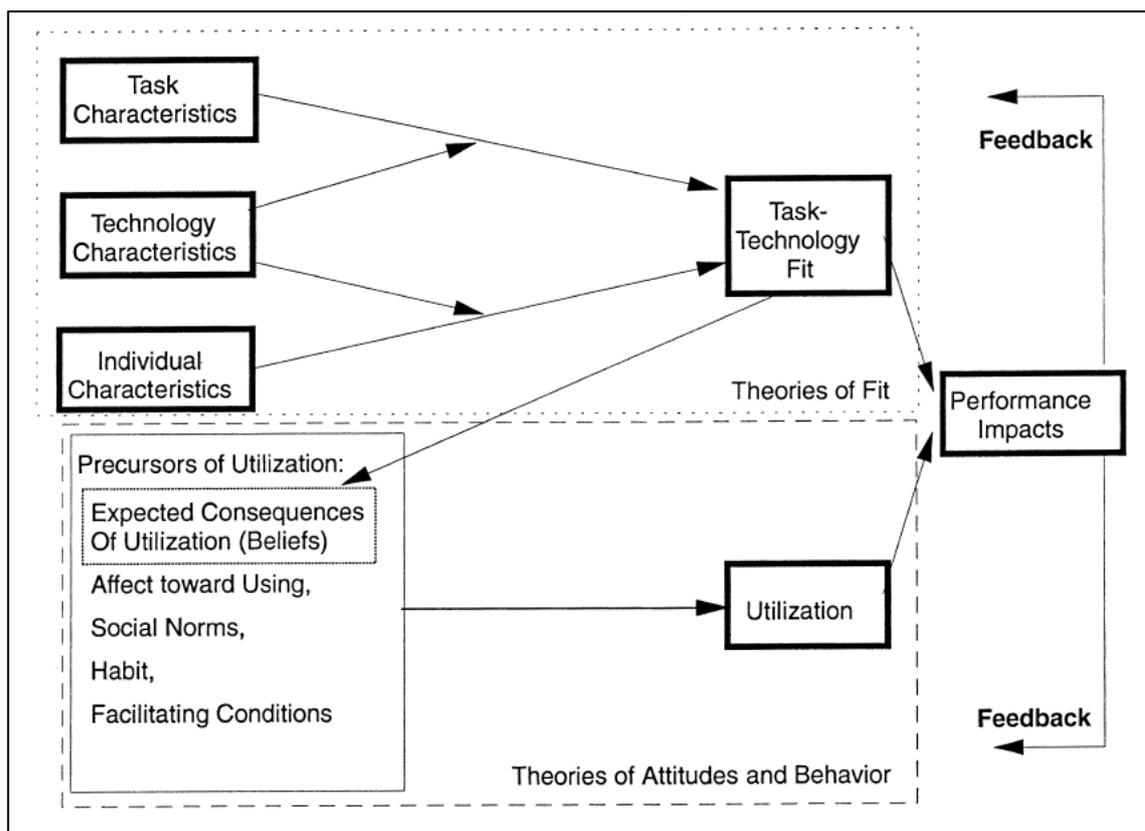 Task
Characteristics
Technology
Characteristics
Individual
Characteristics
Task-
Technology
Fit
Theories of Fit
Feedback
Performance
Impacts
Precursors of Utilization:
Expected Consequences
Of Utilization (Beliefs)
Affect toward Using,
Social Norms,
Habit,
Facilitating Conditions
Utilization
Theories of Attitudes and Behavior
Feedback